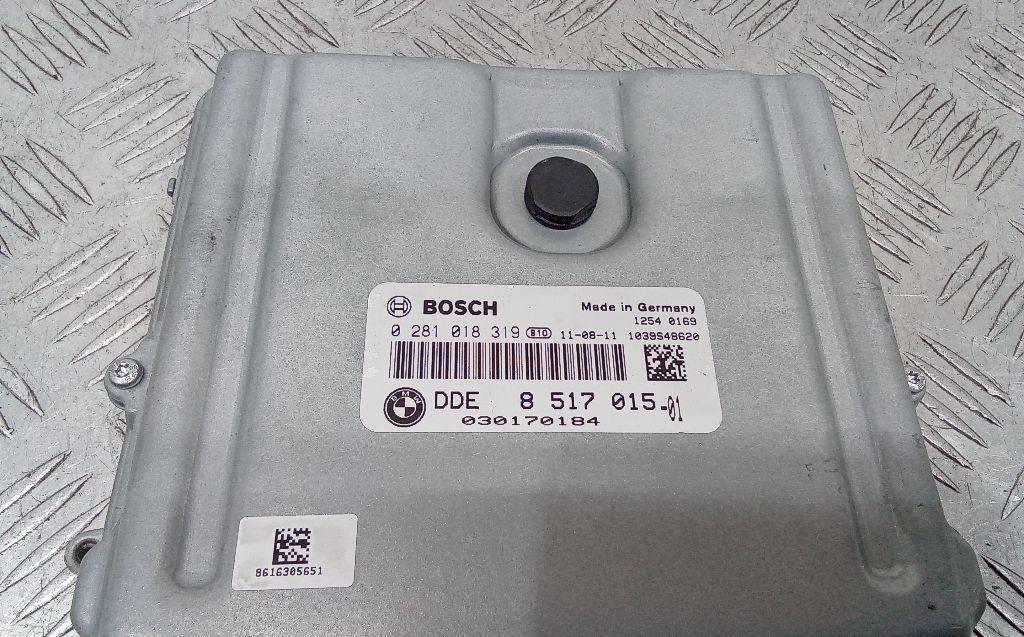 BOSCH
Made in Germany
1254 0169
0 281 018 319 B10 11-08-11 1039S48620
BMW
DDE 8 517 015-01
030170184
8616305651